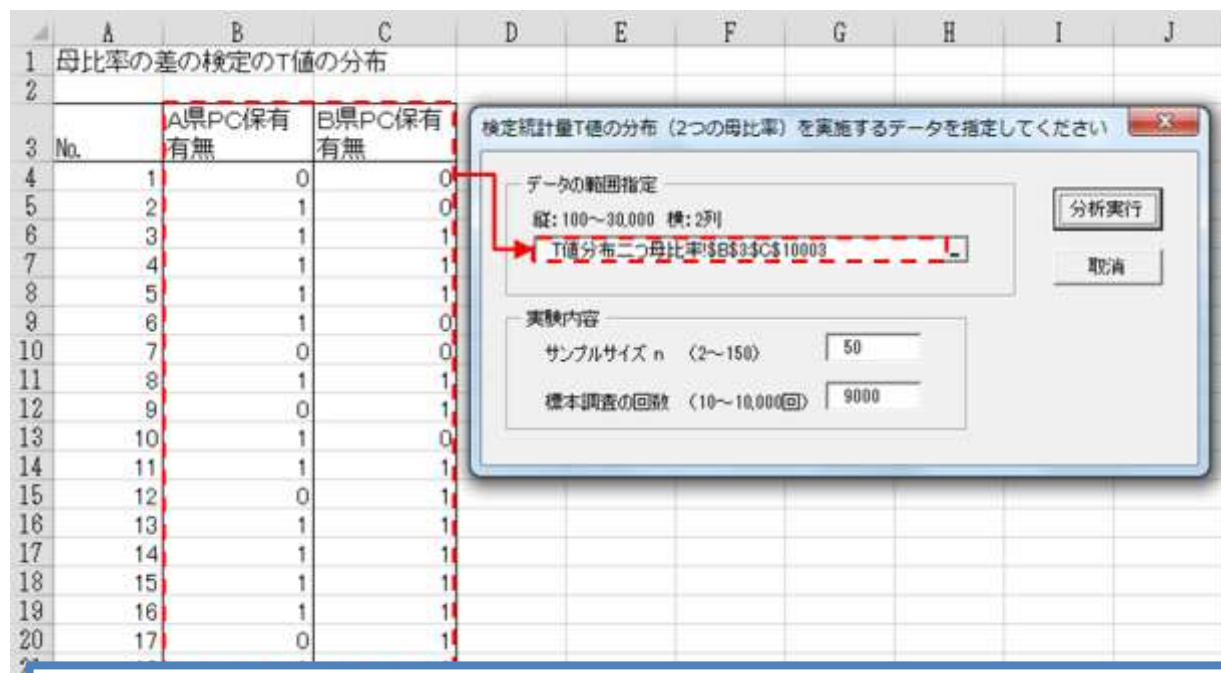 A B C D E F G H I J
1 母比率の差の検定のT値の分布
2
3 No. A県PC保有有無 B県PC保有有無
4 1 0 0
5 2 1 0
6 3 1 1
7 4 1 1
8 5 1 1
9 6 1 0
10 7 0 0
11 8 1 1
12 9 0 1
13 10 1 0
14 11 1 1
15 12 0 1
16 13 1 1
17 14 1 1
18 15 1 1
19 16 1 1
20 17 0 1
検定統計量T値の分布（2つの母比率）を実施するデータを指定してください
データの範囲指定
縦:100～30,000 横:2列
T値分布二つ母比率!$B$3:$C$10003
分析実行
取消
実験内容
サンプルサイズ n （2～150） 50
標本調査の回数 （10～10,000回） 9000